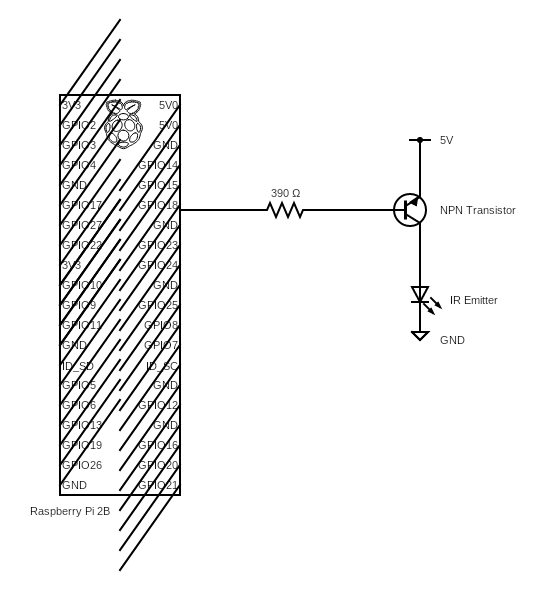 3V3 5V0
GPIO2 5V0
GPIO3 GND
GPIO4 GPIO14
GND GPIO15
GPIO17 GPIO18
GPIO27 GND
GPIO22 GPIO23
3V3 GPIO24
GPIO10 GND
GPIO9 GPIO25
GPIO11 GPIO8
GND GPIO7
ID_SD ID_SC
GPIO5 GND
GPIO6 GPIO12
GPIO13 GND
GPIO19 GPIO16
GPIO26 GPIO20
GND GPIO21
Raspberry Pi 2B
390 Ω
5V
NPN Transistor
IR Emitter
GND